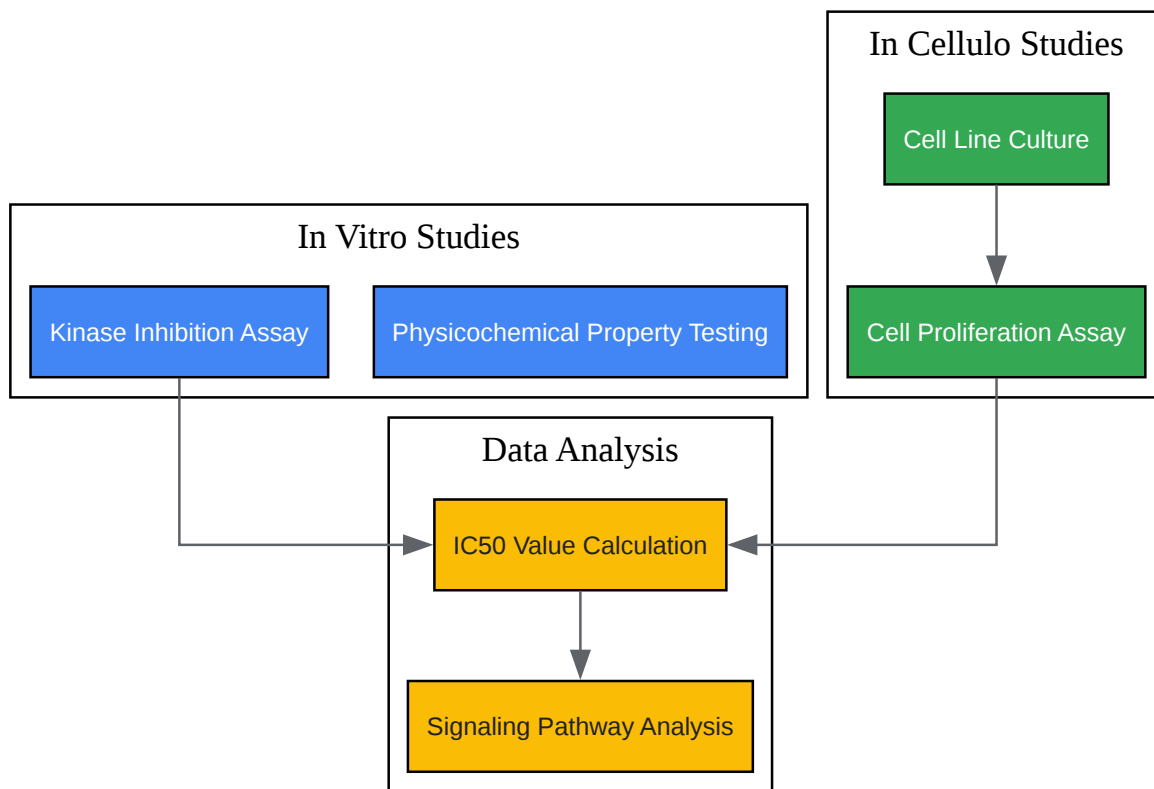 In Cellulo Studies
Cell Line Culture
In Vitro Studies
Kinase Inhibition Assay
Physicochemical Property Testing
Cell Proliferation Assay
Data Analysis
IC50 Value Calculation
Signaling Pathway Analysis